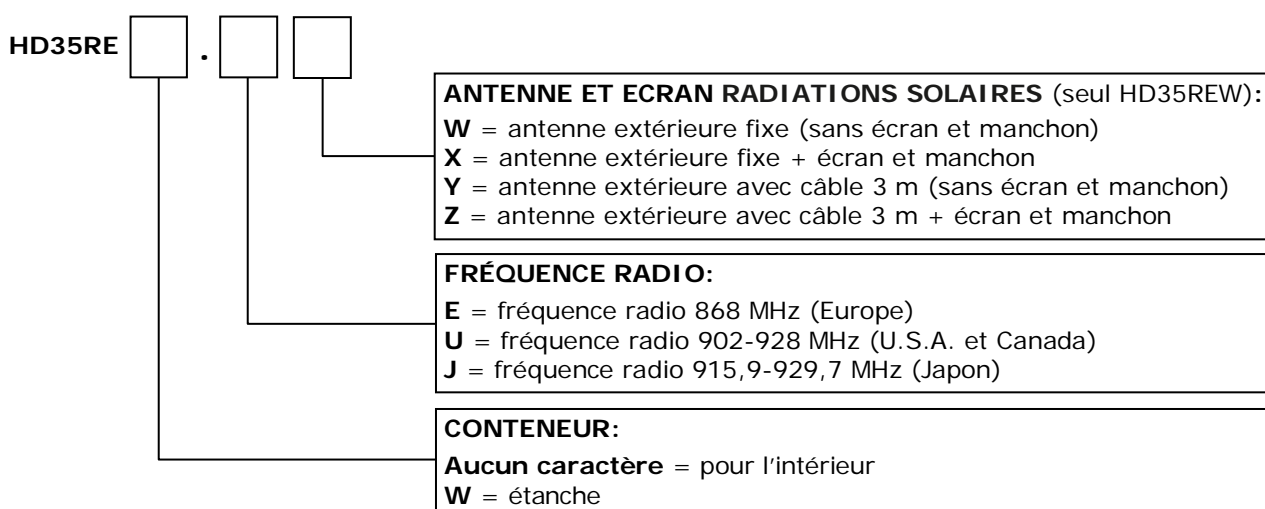 HD35RE .
ANTENNE ET ECRAN RADIATIONS SOLAIRES (seul HD35REW):
W = antenne extérieure fixe (sans écran et manchon)
X = antenne extérieure fixe + écran et manchon
Y = antenne extérieure avec câble 3 m (sans écran et manchon)
Z = antenne extérieure avec câble 3 m + écran et manchon
FRÉQUENCE RADIO:
E = fréquence radio 868 MHz (Europe)
U = fréquence radio 902-928 MHz (U.S.A. et Canada)
J = fréquence radio 915,9-929,7 MHz (Japon)
CONTENEUR:
Aucun caractère = pour l'intérieur
W = étanche